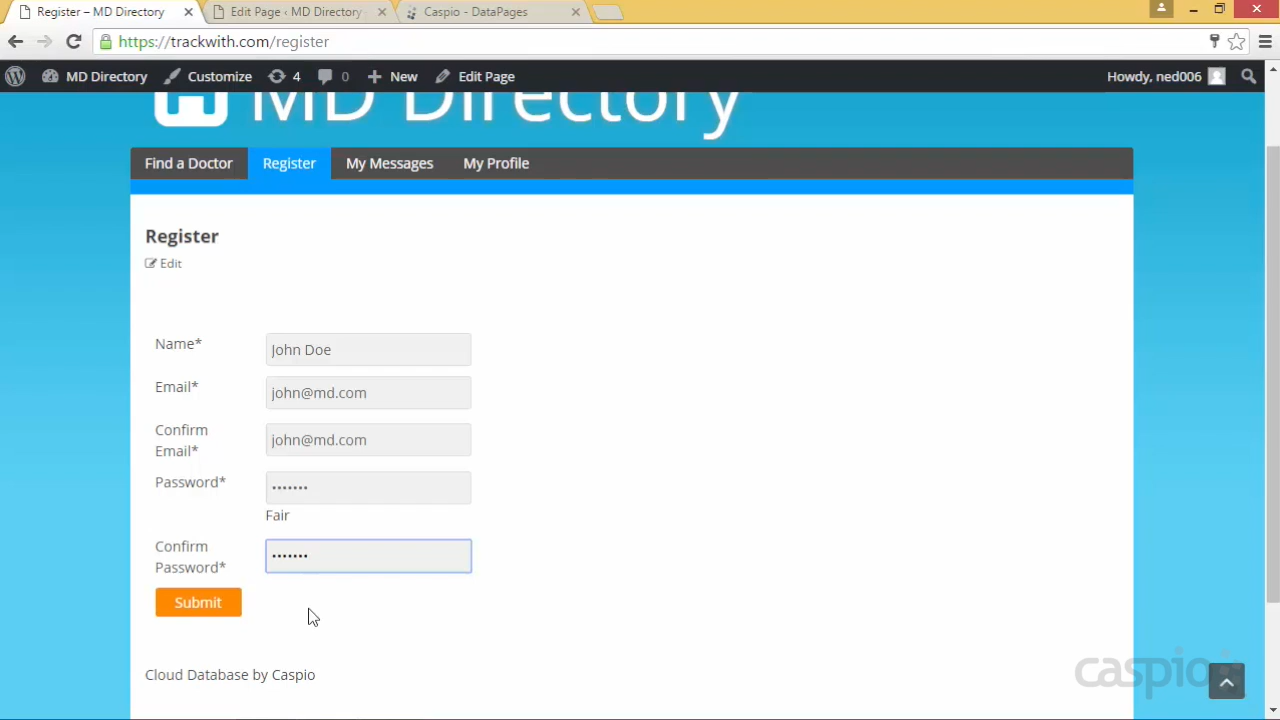 Register – MD Directory
Edit Page ‹ MD Directory
Caspio - DataPages
https://trackwith.com/register
MD Directory
Customize
4
0
New
Edit Page
Howdy, ned006
MD Directory
Find a Doctor
Register
My Messages
My Profile
Register
Edit
Name*
John Doe
Email*
john@md.com
Confirm
Email*
john@md.com
Password*
•••••••
Fair
Confirm
Password*
•••••••
Submit
Cloud Database by Caspio
caspio